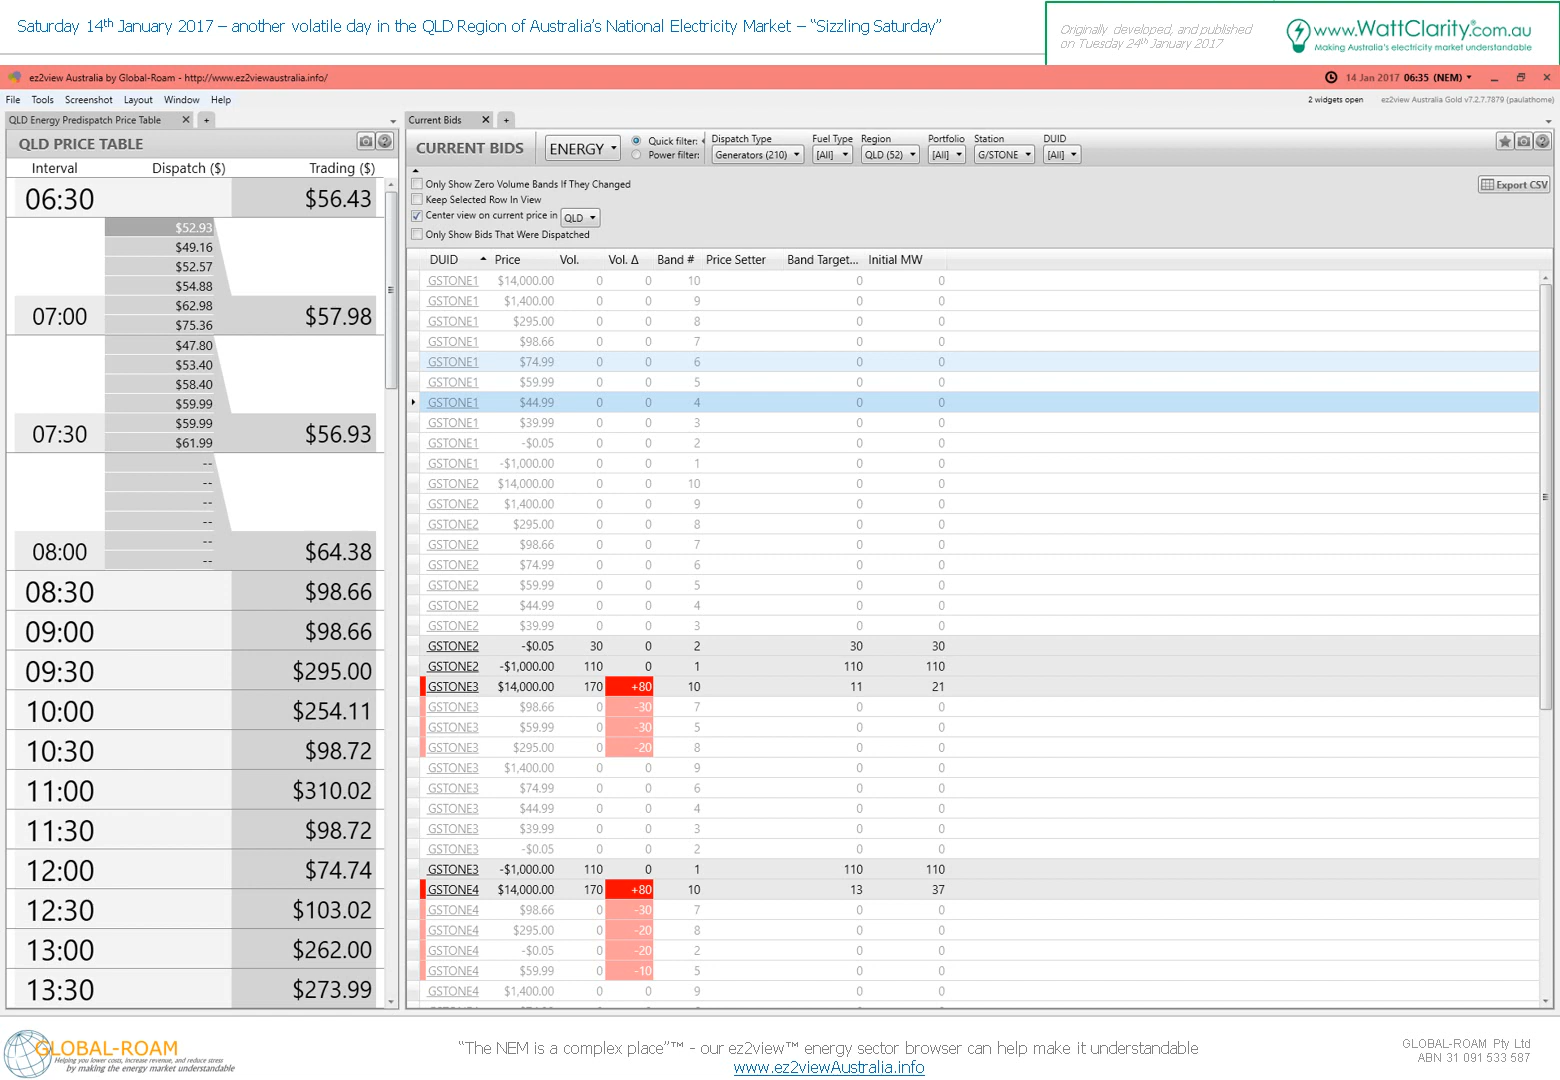 Saturday 14th January 2017 – another volatile day in the QLD Region of Australia's National Electricity Market – "Sizzling Saturday"
Originally developed, and published
on Tuesday 24th January 2017
www.WattClarity.com.au
Making Australia's electricity market understandable
ez2view Australia by Global-Roam - http://www.ez2viewaustralia.info/
14 Jan 2017 06:35 (NEM)
File Tools Screenshot Layout Window Help
2 widgets open ez2view Australia Gold v7.2.7.7879 (paulathome)
QLD Energy Predispatch Price Table
QLD PRICE TABLE
Interval Dispatch ($) Trading ($)
06:30 $56.43
$52.93
$49.16
$52.57
$54.88
$62.98
07:00 $57.98
$75.36
$47.80
$53.40
$58.40
$59.99
$59.99
07:30 $56.93
$61.99
--
--
--
--
--
08:00 $64.38
--
08:30 $98.66
09:00 $98.66
09:30 $295.00
10:00 $254.11
10:30 $98.72
11:00 $310.02
11:30 $98.72
12:00 $74.74
12:30 $103.02
13:00 $262.00
13:30 $273.99
Current Bids
CURRENT BIDS
ENERGY
Quick filter:
Power filter:
Dispatch Type Fuel Type Region Portfolio Station DUID
Generators (210) [All] QLD (52) [All] G/STONE [All]
Only Show Zero Volume Bands If They Changed
Keep Selected Row In View
Center view on current price in QLD
Only Show Bids That Were Dispatched
Export CSV
DUID Price Vol. Vol. Δ Band # Price Setter Band Target... Initial MW
GSTONE1 $14,000.00 0 0 10 0 0
GSTONE1 $1,400.00 0 0 9 0 0
GSTONE1 $295.00 0 0 8 0 0
GSTONE1 $98.66 0 0 7 0 0
GSTONE1 $74.99 0 0 6 0 0
GSTONE1 $59.99 0 0 5 0 0
GSTONE1 $44.99 0 0 4 0 0
GSTONE1 $39.99 0 0 3 0 0
GSTONE1 -$0.05 0 0 2 0 0
GSTONE1 -$1,000.00 0 0 1 0 0
GSTONE2 $14,000.00 0 0 10 0 0
GSTONE2 $1,400.00 0 0 9 0 0
GSTONE2 $295.00 0 0 8 0 0
GSTONE2 $98.66 0 0 7 0 0
GSTONE2 $74.99 0 0 6 0 0
GSTONE2 $59.99 0 0 5 0 0
GSTONE2 $44.99 0 0 4 0 0
GSTONE2 $39.99 0 0 3 0 0
GSTONE2 -$0.05 30 0 2 30 30
GSTONE2 -$1,000.00 110 0 1 110 110
GSTONE3 $14,000.00 170 +80 10 11 21
GSTONE3 $98.66 0 -30 7 0 0
GSTONE3 $59.99 0 -30 5 0 0
GSTONE3 $295.00 0 -20 8 0 0
GSTONE3 $1,400.00 0 0 9 0 0
GSTONE3 $74.99 0 0 6 0 0
GSTONE3 $44.99 0 0 4 0 0
GSTONE3 $39.99 0 0 3 0 0
GSTONE3 -$0.05 0 0 2 0 0
GSTONE3 -$1,000.00 110 0 1 110 110
GSTONE4 $14,000.00 170 +80 10 13 37
GSTONE4 $98.66 0 -30 7 0 0
GSTONE4 $295.00 0 -20 8 0 0
GSTONE4 -$0.05 0 -20 2 0 0
GSTONE4 $59.99 0 -10 5 0 0
GSTONE4 $1,400.00 0 0 9 0 0
GLOBAL-ROAM
Helping you lower costs, increase revenue, and reduce stress
by making the energy market understandable
"The NEM is a complex place"™ - our ez2view™ energy sector browser can help make it understandable
www.ez2viewAustralia.info
GLOBAL-ROAM Pty Ltd
ABN 31 091 533 587